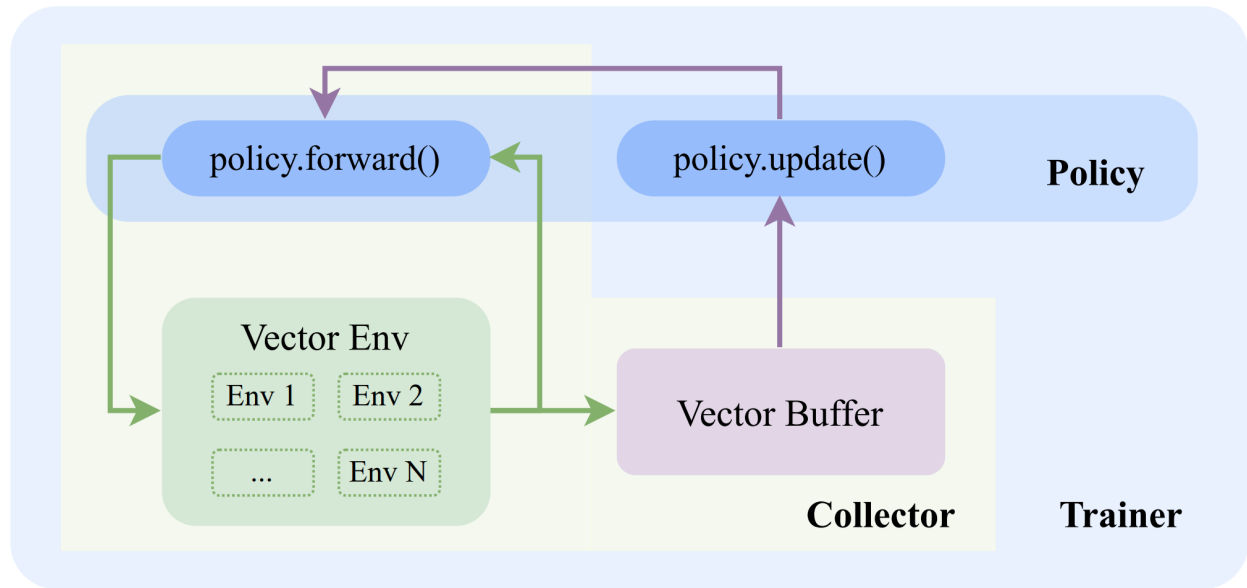 policy.forward()
policy.update()
Policy
Vector Env
Env 1
Env 2
...
Env N
Vector Buffer
Collector
Trainer